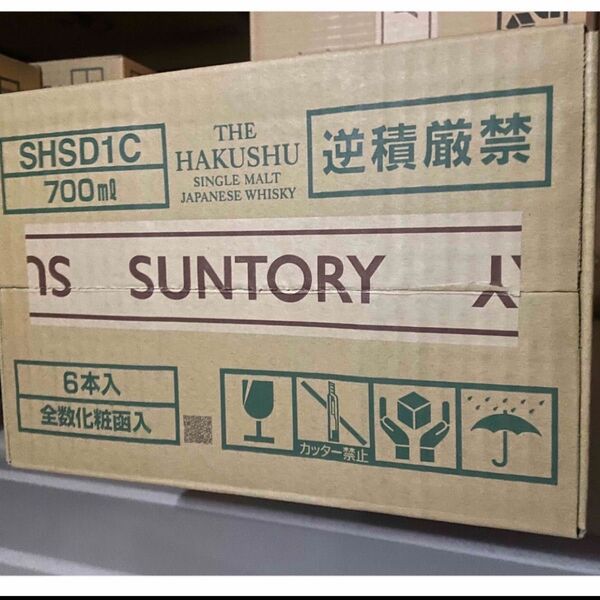 SHSD1C
700ml
THE
HAKUSHU
SINGLE MALT
JAPANESE WHISKY
逆積厳禁
SUNTORY
6本入
全数化粧函入
カッター禁止